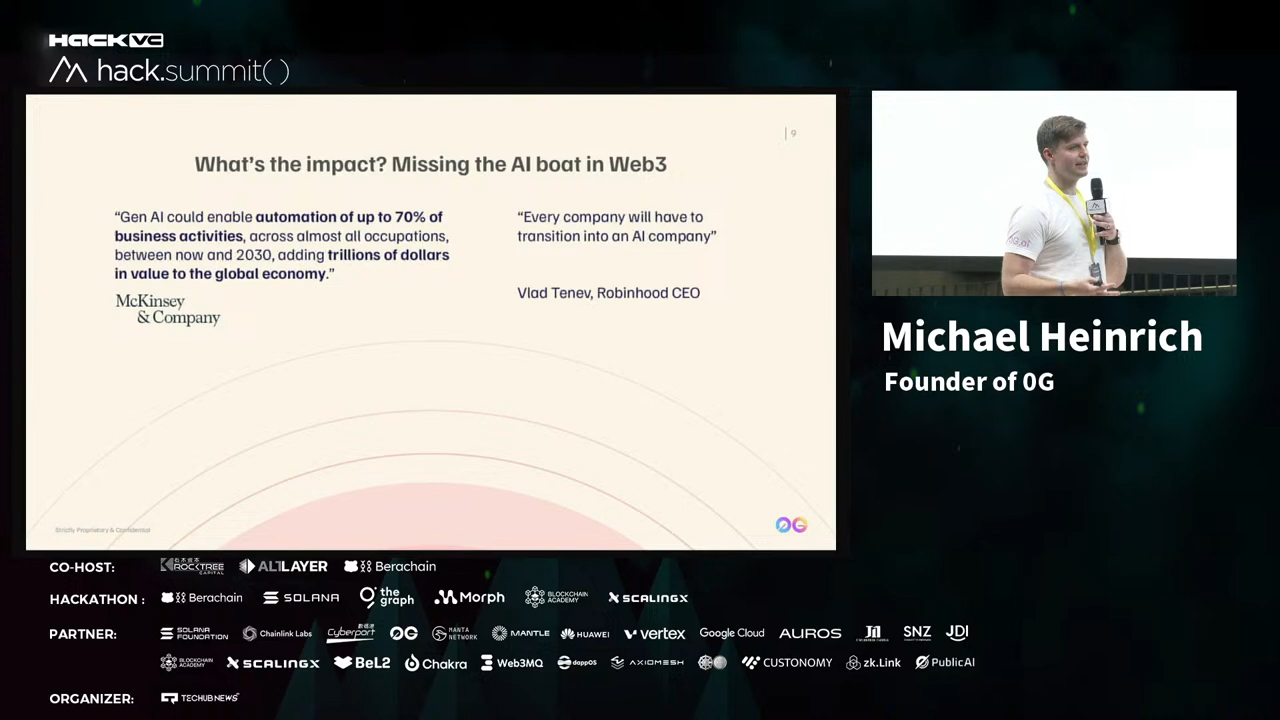 HACK VC
hack.summit()
| 9
What's the impact? Missing the AI boat in Web3
“Gen AI could enable automation of up to 70% of
business activities, across almost all occupations,
between now and 2030, adding trillions of dollars
in value to the global economy.”
McKinsey
& Company
“Every company will have to
transition into an AI company”
Vlad Tenev, Robinhood CEO
Strictly Proprietary & Confidential
0G
0G.ai
Michael Heinrich
Founder of 0G
CO-HOST:
ROCKTREE
CAPITAL
ALTLAYER
Berachain
HACKATHON :
Berachain
SOLANA
the
graph
Morph
BLOCKCHAIN
ACADEMY
SCALINGX
PARTNER:
SOLANA
FOUNDATION
Chainlink Labs
Cyberport
0G
MANTA
NETWORK
MANTLE
HUAWEI
vertex
Google Cloud
AUROS
SNZ
JDI
BLOCKCHAIN
ACADEMY
SCALINGX
BeL2
Chakra
Web3MQ
dappOS
AXIOMESH
CUSTONOMY
zk.Link
PublicAI
ORGANIZER:
TECHUB NEWS